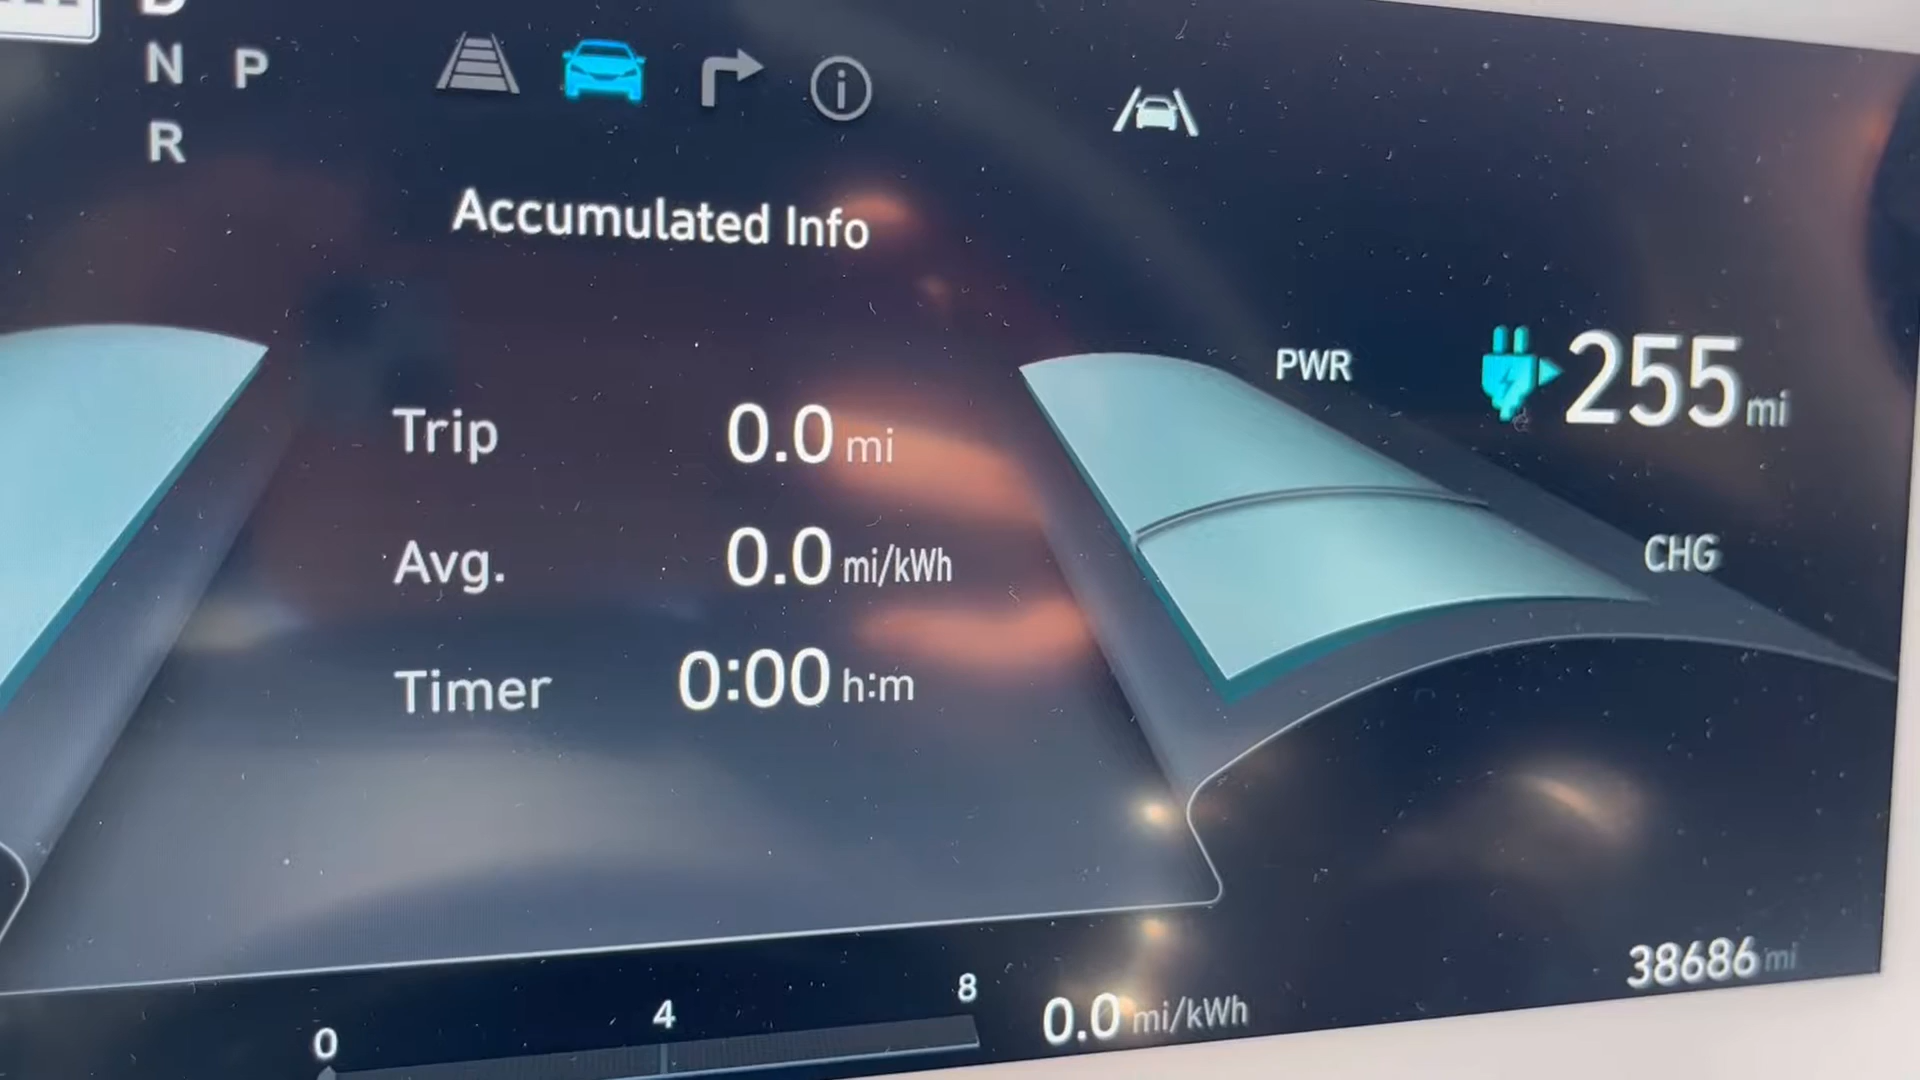 D
N P
R
Accumulated Info
Trip 0.0 mi
Avg. 0.0 mi/kWh
Timer 0:00 h:m
PWR
255 mi
CHG
0 4 8
0.0 mi/kWh
38686 mi